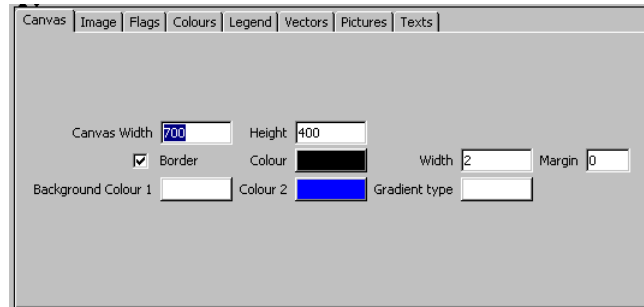 Canvas Image Flags Colours Legend Vectors Pictures Texts
Canvas Width 700 Height 400
Border Colour Width 2 Margin 0
Background Colour 1 Colour 2 Gradient type